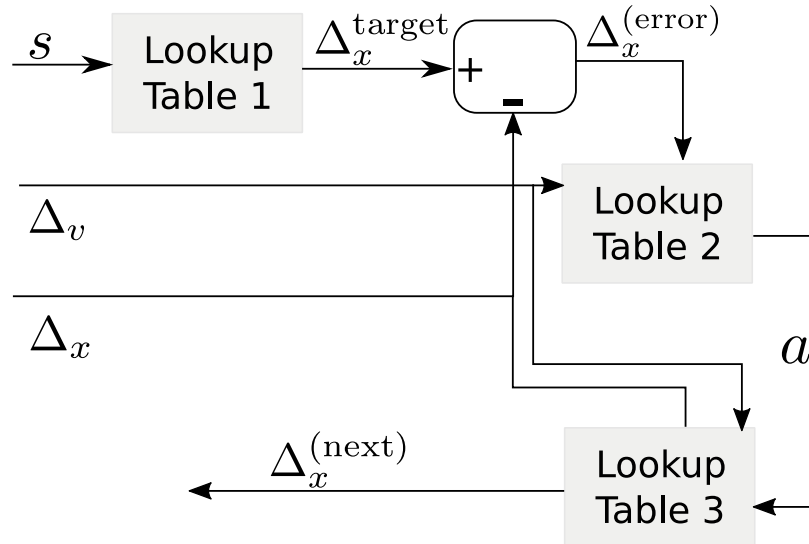 s
Lookup
Table 1
Δ_x^target
+
-
Δ_x^(error)
Δ_v
Lookup
Table 2
Δ_x
a
Δ_x^(next)
Lookup
Table 3